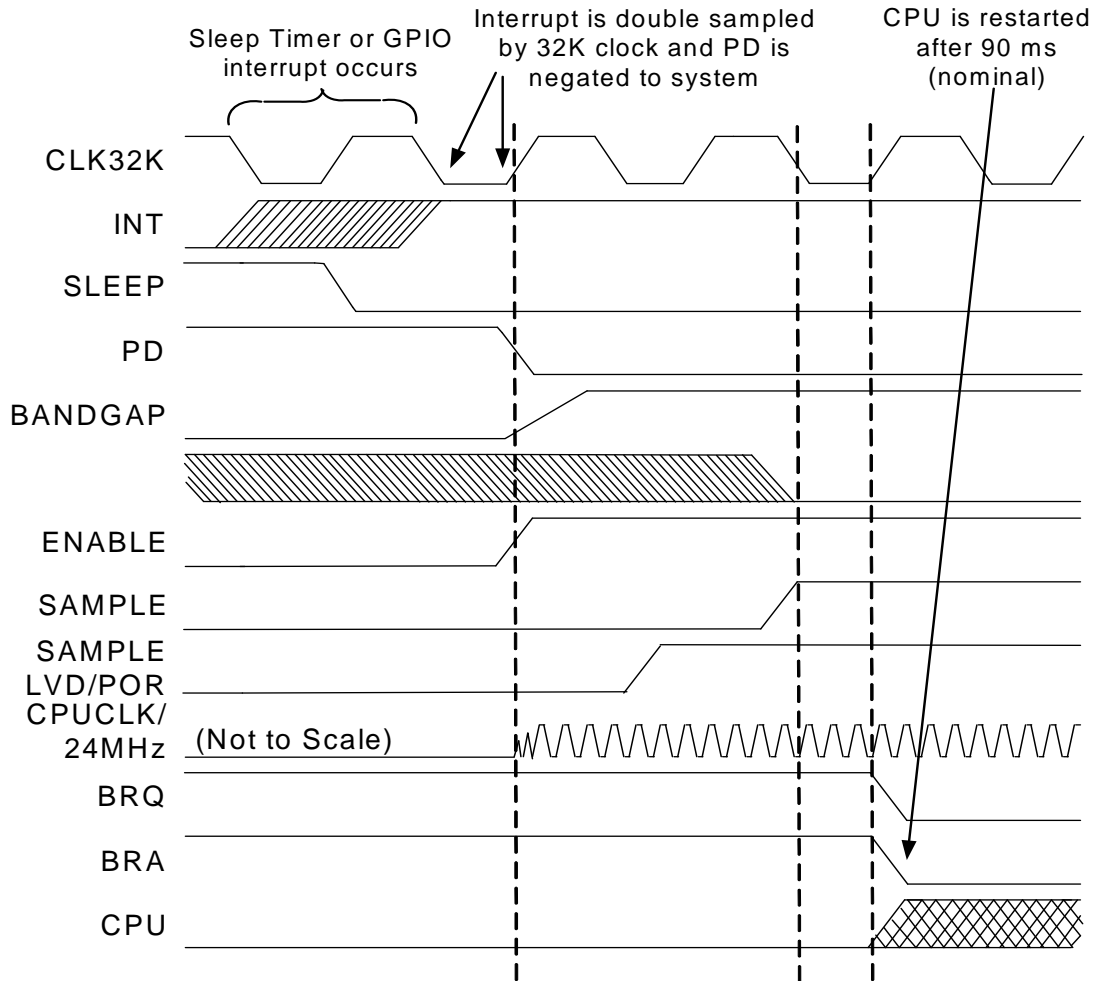 Sleep Timer or GPIO
interrupt occurs
Interrupt is double sampled
by 32K clock and PD is
negated to system
CPU is restarted
after 90 ms
(nominal)
CLK32K
INT
SLEEP
PD
BANDGAP
ENABLE
SAMPLE
SAMPLE
LVD/POR
CPUCLK/
24MHz
(Not to Scale)
BRQ
BRA
CPU